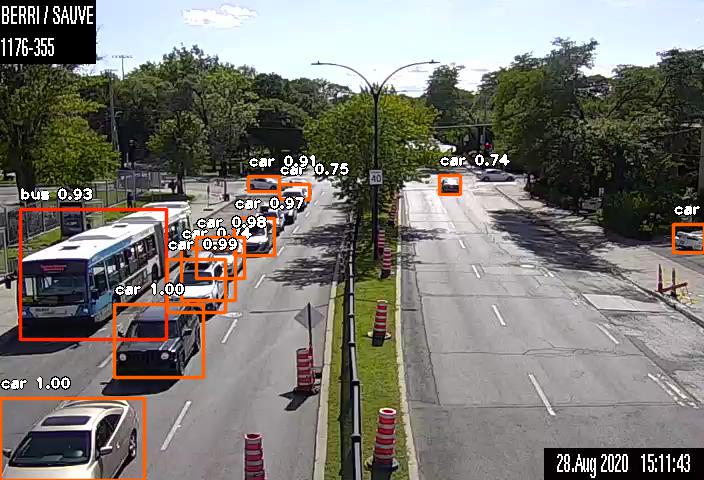 BERRI / SAUVE
1176-355
car 0.91
car 0.75
car 0.74
bus 0.93
car 0.97
car
car 0.98
car 0.99
car 1.00
car 1.00
40
28.Aug 2020 15:11:43